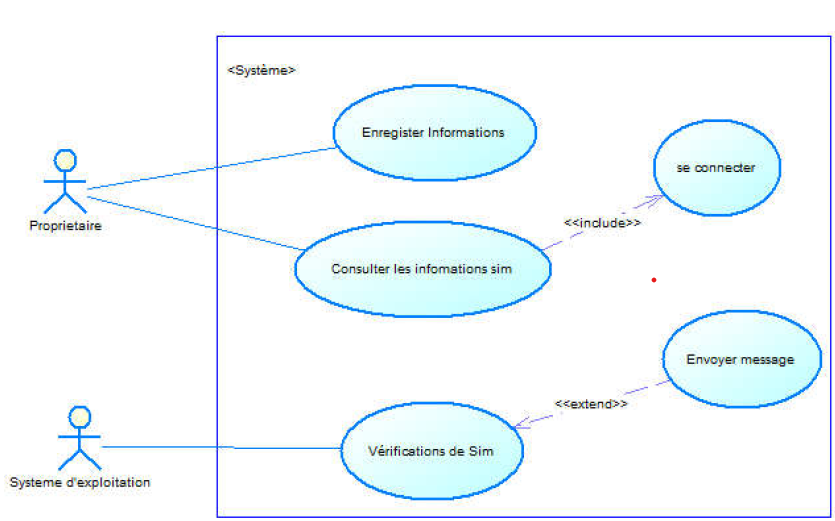 <Système>
Enregister Informations
se connecter
Proprietaire
<<include>>
Consulter les infomations sim
Envoyer message
<<extend>>
Vérifications de Sim
Systeme d'exploitation